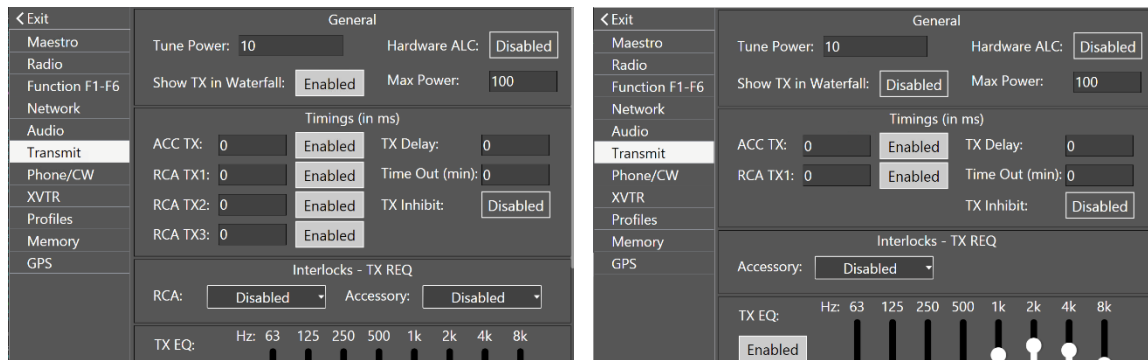 Exit
Maestro
Radio
Function F1-F6
Network
Audio
Transmit
Phone/CW
XVTR
Profiles
Memory
GPS
General
Tune Power: 10 Hardware ALC: Disabled
Show TX in Waterfall: Enabled Max Power: 100
Timings (in ms)
ACC TX: 0 Enabled TX Delay: 0
RCA TX1: 0 Enabled Time Out (min): 0
RCA TX2: 0 Enabled TX Inhibit: Disabled
RCA TX3: 0 Enabled
Interlocks - TX REQ
RCA: Disabled Accessory: Disabled
Hz: 63 125 250 500 1k 2k 4k 8k
TX EQ:
Exit
Maestro
Radio
Function F1-F6
Network
Audio
Transmit
Phone/CW
XVTR
Profiles
Memory
GPS
General
Tune Power: 10 Hardware ALC: Disabled
Show TX in Waterfall: Disabled Max Power: 100
Timings (in ms)
ACC TX: 0 Enabled TX Delay: 0
RCA TX1: 0 Enabled Time Out (min): 0
TX Inhibit: Disabled
Interlocks - TX REQ
Accessory: Disabled
Hz: 63 125 250 500 1k 2k 4k 8k
TX EQ:
Enabled